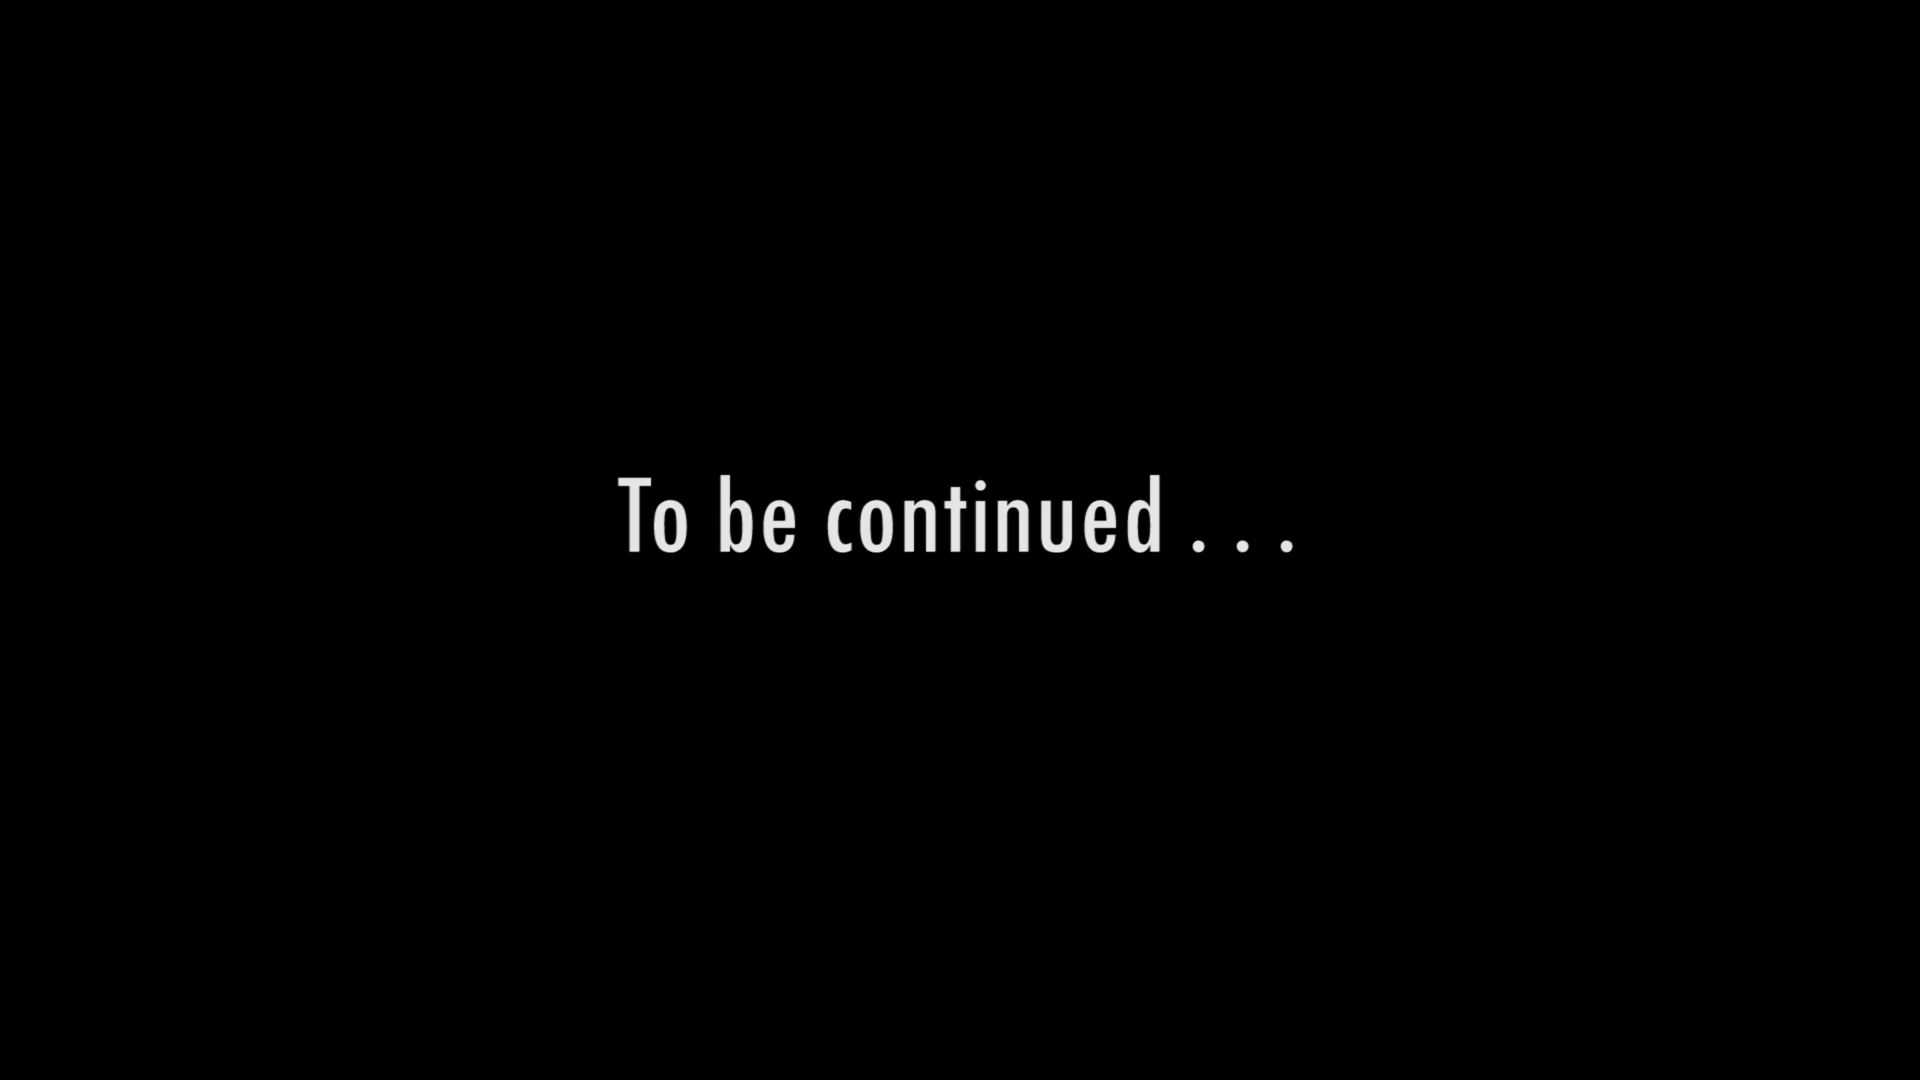 To be continued . . .